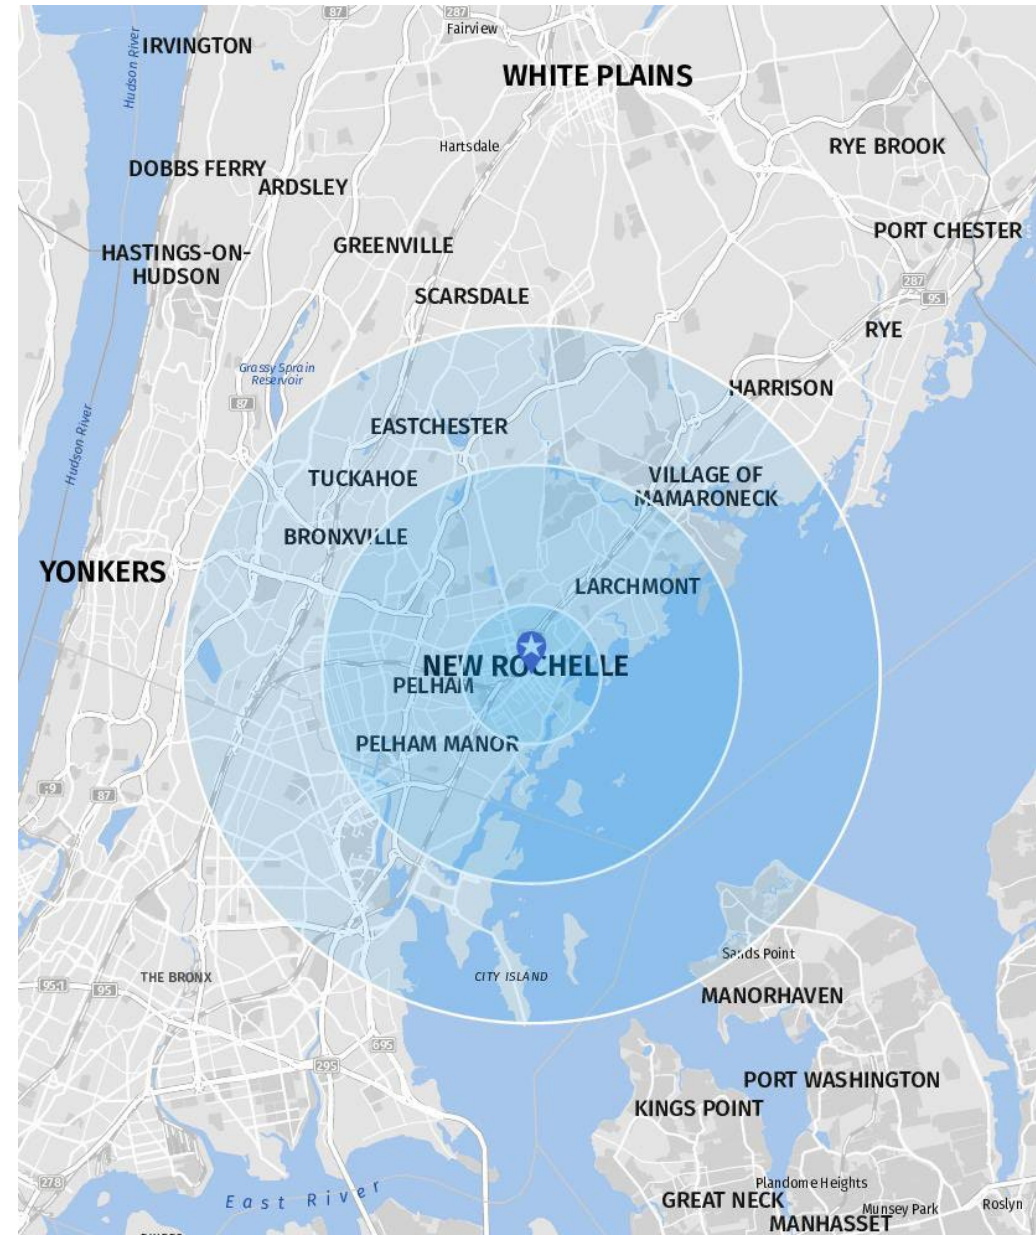 87
287
Fairview
IRVINGTON
Hudson River
WHITE PLAINS
Hartsdale
RYE BROOK
DOBBS FERRY
ARDSLEY
PORT CHESTER
GREENVILLE
HASTINGS-ON-
HUDSON
SCARSDALE
287
95
RYE
Grassy Sprain
Reservoir
HARRISON
87
EASTCHESTER
Hudson River
TUCKAHOE
VILLAGE OF
MAMARONECK
BRONXVILLE
YONKERS
LARCHMONT
NEW ROCHELLE
PELHAM
PELHAM MANOR
87
Sands Point
THE BRONX
CITY ISLAND
95
MANORHAVEN
695
295
PORT WASHINGTON
KINGS POINT
278
Plandome Heights
East River
GREAT NECK
Munsey Park
Roslyn
MANHASSET